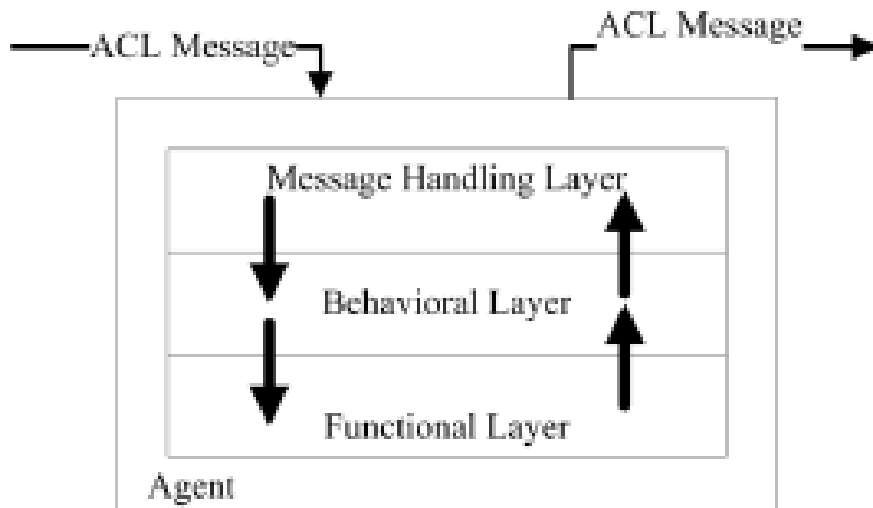 ACL Message
ACL Message
Message Handling Layer
Behavioral Layer
Functional Layer
Agent